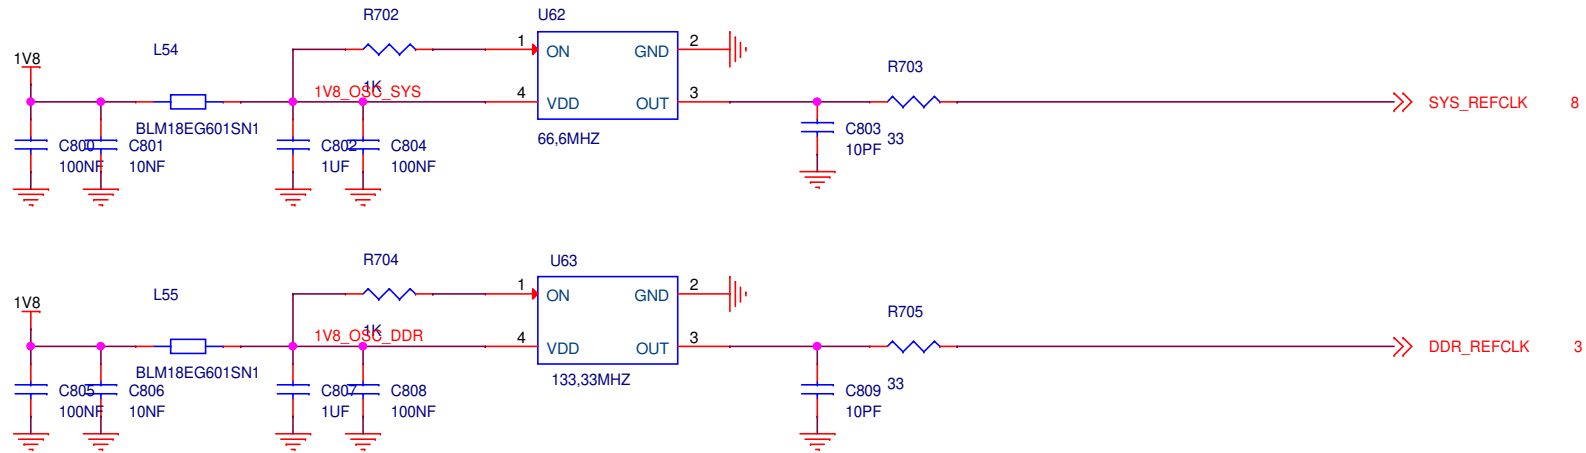 R702
U62
L54
1V8
1
ON
GND
2
R703
1K
1V8_OSC_SYS
4
VDD
OUT
3
SYS_REFCLK
8
BLM18EG601SN1
66,6MHZ
C800
100NF
C801
10NF
C802
1UF
C804
100NF
C803
10PF
33
R704
U63
L55
1V8
1
ON
GND
2
R705
1K
1V8_OSC_DDR
4
VDD
OUT
3
DDR_REFCLK
3
BLM18EG601SN1
133,33MHZ
C805
100NF
C806
10NF
C807
1UF
C808
100NF
C809
10PF
33